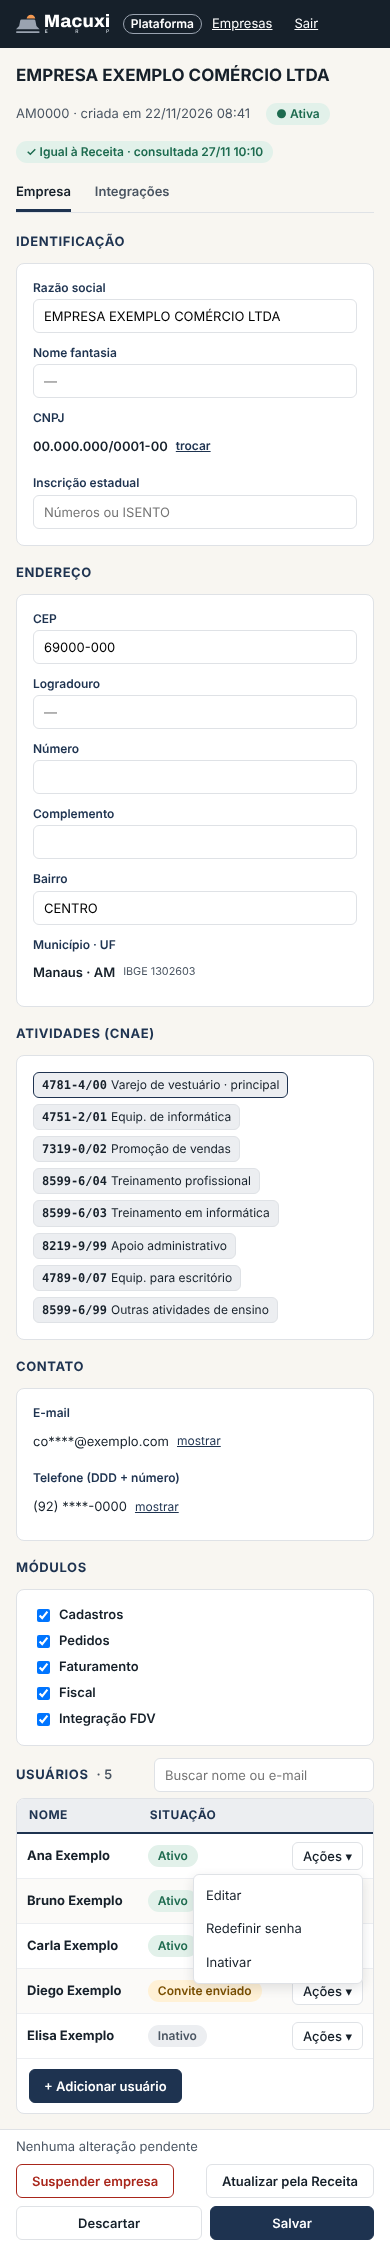 Macuxi
E R P
Plataforma
Empresas
Sair
EMPRESA EXEMPLO COMÉRCIO LTDA
AM0000 · criada em 22/11/2026 08:41
● Ativa
✓ Igual à Receita · consultada 27/11 10:10
Empresa
Integrações
IDENTIFICAÇÃO
Razão social
EMPRESA EXEMPLO COMÉRCIO LTDA
Nome fantasia
—
CNPJ
00.000.000/0001-00 trocar
Inscrição estadual
Números ou ISENTO
ENDEREÇO
CEP
69000-000
Logradouro
—
Número
Complemento
Bairro
CENTRO
Município · UF
Manaus · AM IBGE 1302603
ATIVIDADES (CNAE)
4781-4/00 Varejo de vestuário · principal
4751-2/01 Equip. de informática
7319-0/02 Promoção de vendas
8599-6/04 Treinamento profissional
8599-6/03 Treinamento em informática
8219-9/99 Apoio administrativo
4789-0/07 Equip. para escritório
8599-6/99 Outras atividades de ensino
CONTATO
E-mail
co****@exemplo.com mostrar
Telefone (DDD + número)
(92) ****-0000 mostrar
MÓDULOS
Cadastros
Pedidos
Faturamento
Fiscal
Integração FDV
USUÁRIOS · 5
Buscar nome ou e-mail
NOME SITUAÇÃO
Ana Exemplo Ativo Ações ▾
Bruno Exemplo Ativo
Carla Exemplo Ativo
Editar
Redefinir senha
Inativar
Diego Exemplo Convite enviado Ações ▾
Elisa Exemplo Inativo Ações ▾
+ Adicionar usuário
Nenhuma alteração pendente
Suspender empresa
Atualizar pela Receita
Descartar
Salvar